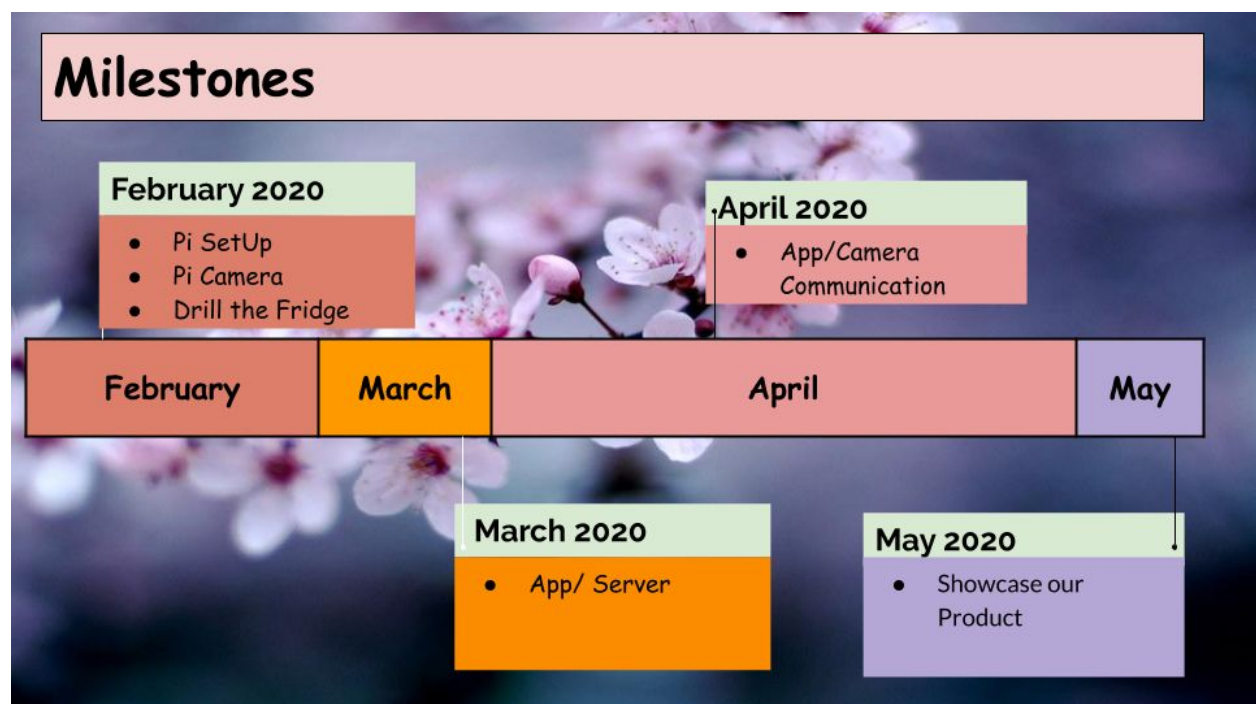 Milestones
February 2020
● Pi SetUp
● Pi Camera
● Drill the Fridge
April 2020
● App/Camera
Communication
February
March
April
May
March 2020
● App/ Server
May 2020
● Showcase our
Product